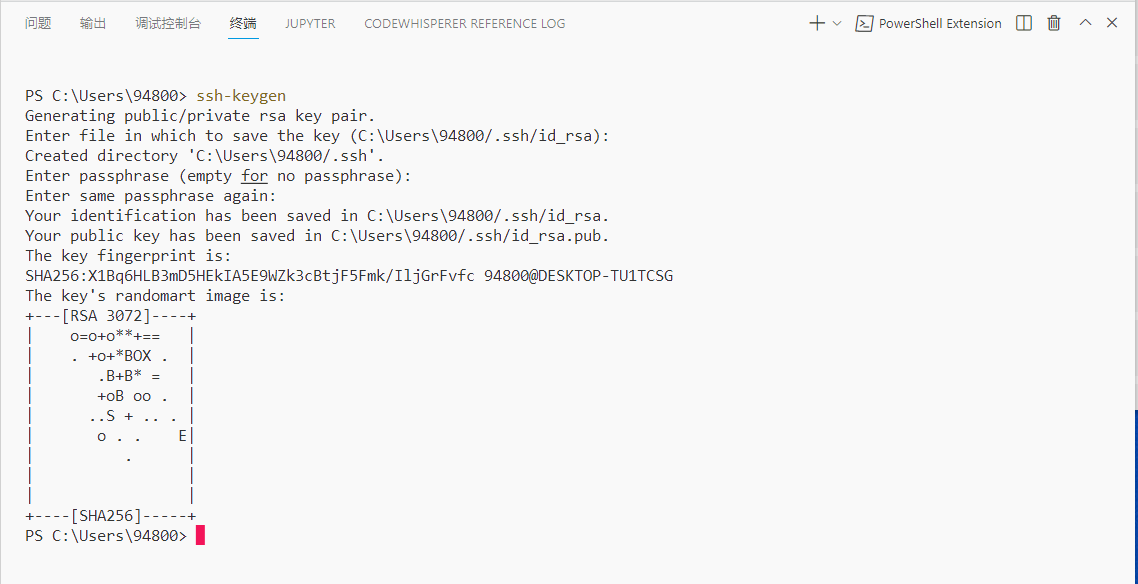 问题 输出 调试控制台 终端 JUPYTER CODEWHISPERER REFERENCE LOG PowerShell Extension
PS C:\Users\94800> ssh-keygen
Generating public/private rsa key pair.
Enter file in which to save the key (C:\Users\94800/.ssh/id_rsa):
Created directory 'C:\Users\94800/.ssh'.
Enter passphrase (empty for no passphrase):
Enter same passphrase again:
Your identification has been saved in C:\Users\94800/.ssh/id_rsa.
Your public key has been saved in C:\Users\94800/.ssh/id_rsa.pub.
The key fingerprint is:
SHA256:X1Bq6HLB3mD5HEkIA5E9WZk3cBtjF5Fmk/IljGrFvfc 94800@DESKTOP-TU1TCSG
The key's randomart image is:
+---[RSA 3072]----+
|    o=o+o**+==   |
|    . +o+*BOX .  |
|       .B+B* =   |
|       +oB oo .  |
|      ..S + .. . |
|       o . .    E|
|          .      |
|                 |
|                 |
+----[SHA256]-----+
PS C:\Users\94800>